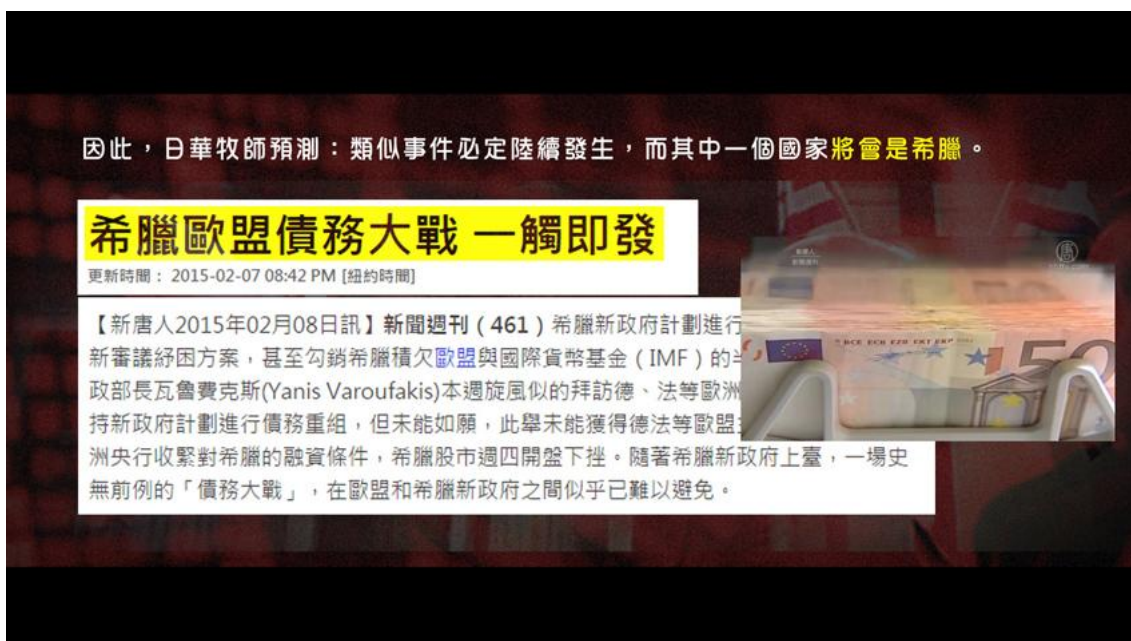 因此，日華牧師預測：類似事件必定陸續發生，而其中一個國家將會是希臘。
希臘歐盟債務大戰 一觸即發
更新時間： 2015-02-07 08:42 PM [紐約時間]
【新唐人2015年02月08日訊】新聞週刊（461）希臘新政府計劃進行
新審議紓困方案，甚至勾銷希臘積欠歐盟與國際貨幣基金（IMF）的
政部長瓦魯費克斯(Yanis Varoufakis)本週旋風似的拜訪德、法等歐洲
持新政府計劃進行債務重組，但未能如願，此舉未能獲得德法等歐盟
洲央行收緊對希臘的融資條件，希臘股市週四開盤下挫。隨著希臘新政府上臺，一場史
無前例的「債務大戰」，在歐盟和希臘新政府之間似乎已難以避免。
新唐人
BCE ECB EZB EKT EKP
50